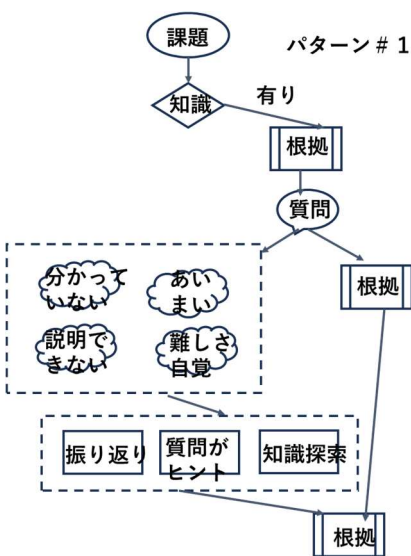 課題
パターン # 1
知識
有り
根拠
質問
分かって
いない
あい
まい
根拠
説明で
きない
難しさ
自覚
振り返り
質問が
ヒント
知識探索
根拠